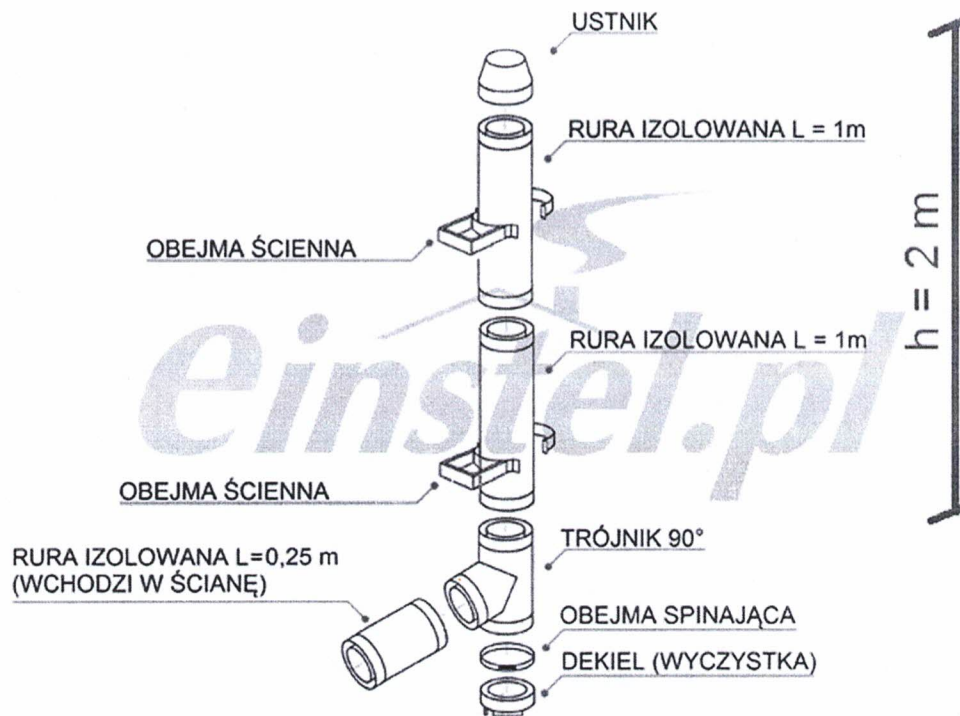 USTNIK
RURA IZOLOWANA L = 1m
OBEJMA ŚCIENNA
h = 2 m
einstel.pl
RURA IZOLOWANA L = 1m
OBEJMA ŚCIENNA
TRÓJNIK 90°
RURA IZOLOWANA L=0,25 m
(WCHODZI W ŚCIANĘ)
OBEJMA SPINAJĄCA
DEKIEL (WYCZYSTKA)